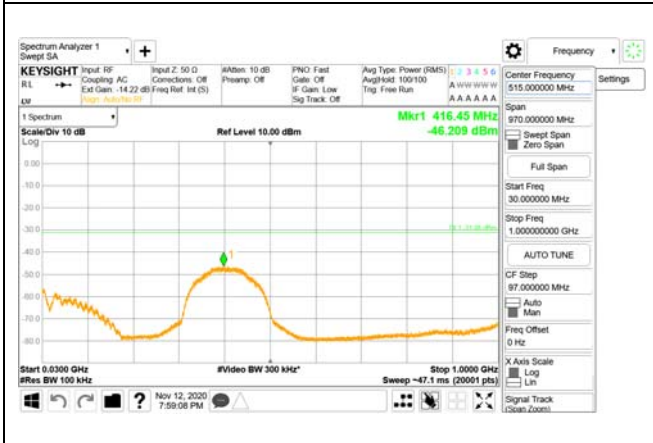 Spectrum Analyzer 1
Swept SA
+
Frequency
KEYSIGHT
Input: RF
Coupling: AC
Ext Gain: -14.22 dB
Align: Auto/No RF
Input Z: 50 Ω
Corrections: Off
Freq Ref: Int (S)
#Atten: 10 dB
Preamp: Off
PNO: Fast
Gate: Off
IF Gain: Low
Sig Track: Off
Avg Type: Power (RMS)
Avg|Hold: 100/100
Trig: Free Run
1 2 3 4 5 6
A W W W W W
A A A A A A
RL
Center Frequency
515.000000 MHz
Settings
1 Spectrum
Mkr1 416.45 MHz
Scale/Div 10 dB
Ref Level 10.00 dBm
-46.209 dBm
Log
Span
970.000000 MHz
Swept Span
Zero Span
Full Span
0.00
-10.0
-20.0
-30.0
-40.0
-50.0
-60.0
-70.0
-80.0
1
Start Freq
30.000000 MHz
Stop Freq
1.000000000 GHz
AUTO TUNE
CF Step
97.000000 MHz
Auto
Man
Freq Offset
0 Hz
X Axis Scale
Log
Lin
Signal Track
(Span Zoom)
Start 0.0300 GHz
#Video BW 300 kHz*
Stop 1.0000 GHz
#Res BW 100 kHz
Sweep ~47.1 ms (20001 pts)
?
Nov 12, 2020
7:59:08 PM